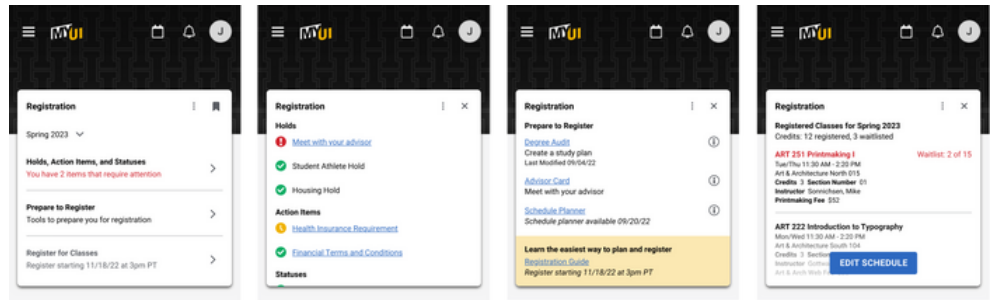 MYUI
J
Registration
Spring 2023
Holds, Action Items, and Statuses
You have 2 items that require attention
Prepare to Register
Tools to prepare you for registration
Register for Classes
Register starting 11/18/22 at 3pm PT
MYUI
J
Registration
Holds
Meet with your advisor
Student Athlete Hold
Housing Hold
Action Items
Health Insurance Requirement
Financial Terms and Conditions
Statuses
MYUI
J
Registration
Prepare to Register
Degree Audit
Create a study plan
Last Modified 09/04/22
Advisor Card
Meet with your advisor
Schedule Planner
Schedule planner available 09/20/22
Learn the easiest way to plan and register
Registration Guide
Register starting 11/18/22 at 3pm PT
MYUI
J
Registration
Registered Classes for Spring 2023
Credits: 12 registered, 3 waitlisted
ART 251 Printmaking I Waitlist: 2 of 15
Tue/Thu 11:30 AM - 2:20 PM
Art & Architecture North 015
Credits 3 Section Number 01
Instructor Sonnichsen, Mike
Printmaking Fee $52
ART 222 Introduction to Typography
Mon/Wed 11:30 AM - 2:20 PM
Art & Architecture South 104
Credits 3 Section
Instructor
Art & Arch Web
EDIT SCHEDULE